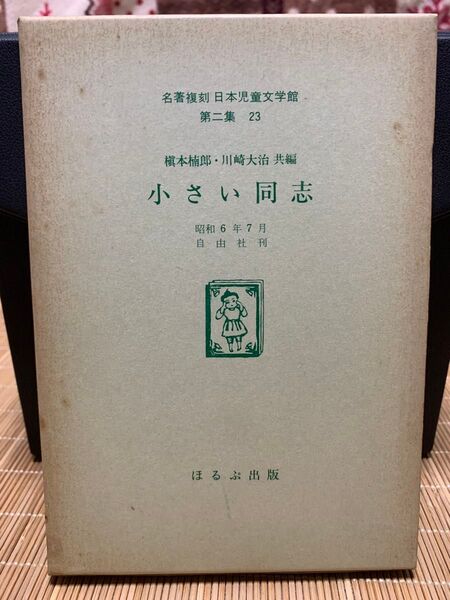 名著複刻 日本児童文学館
第二集 23
槇本楠郎・川崎大治 共編
小さい同志
昭和6年7月
自由社刊
ほるぷ出版